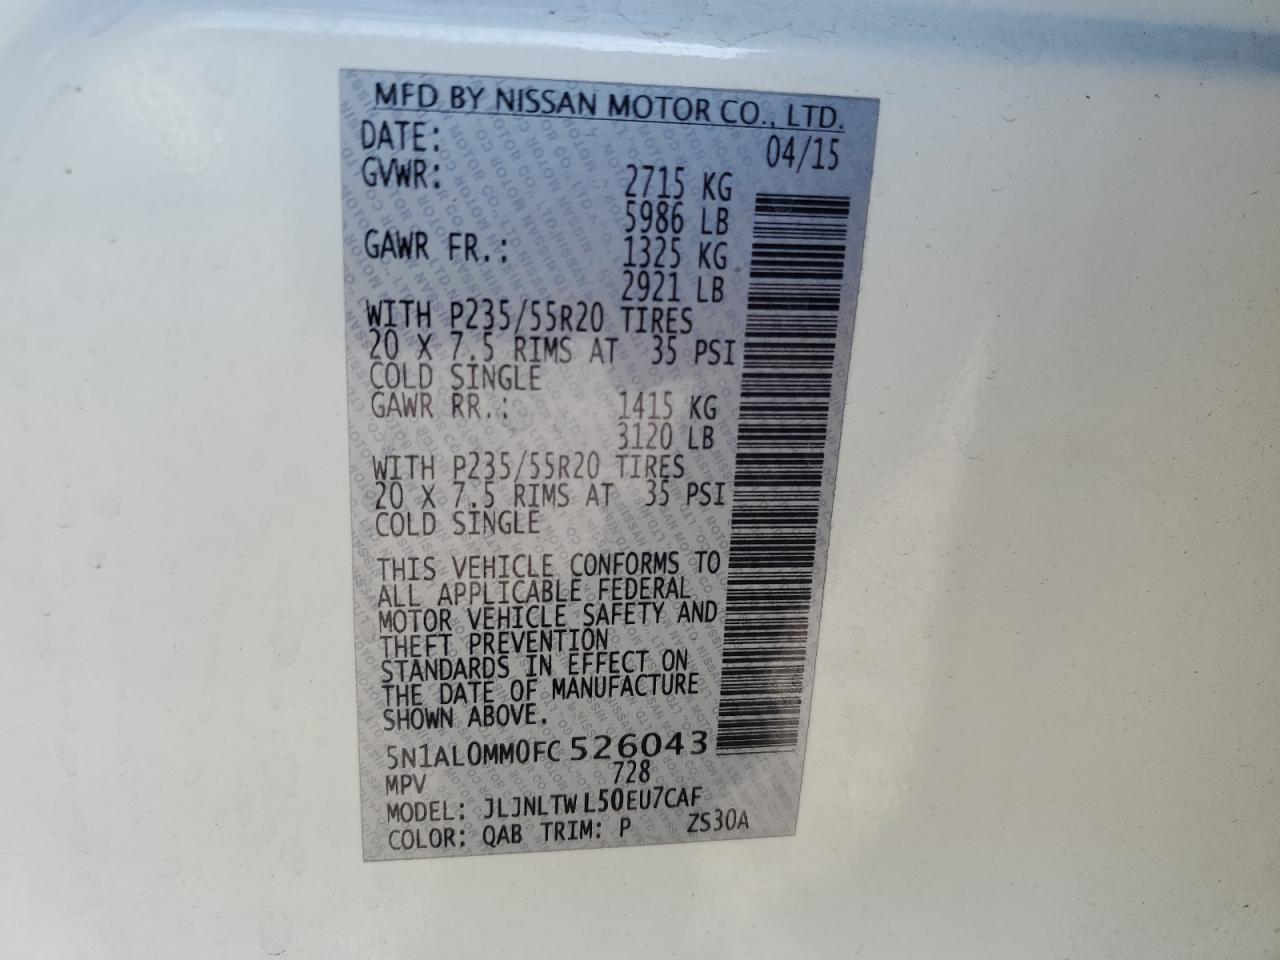 MFD BY NISSAN MOTOR CO., LTD.
DATE: 04/15
GVWR: 2715 KG
5986 LB
GAWR FR.: 1325 KG
2921 LB
WITH P235/55R20 TIRES
20 X 7.5 RIMS AT 35 PSI
COLD SINGLE
GAWR RR.: 1415 KG
3120 LB
WITH P235/55R20 TIRES
20 X 7.5 RIMS AT 35 PSI
COLD SINGLE
THIS VEHICLE CONFORMS TO
ALL APPLICABLE FEDERAL
MOTOR VEHICLE SAFETY AND
THEFT PREVENTION
STANDARDS IN EFFECT ON
THE DATE OF MANUFACTURE
SHOWN ABOVE.
5N1AL0MM0FC 526043
MPV 728
MODEL: JLJNLTW L50EU7CAF
COLOR: QAB TRIM: P ZS30A